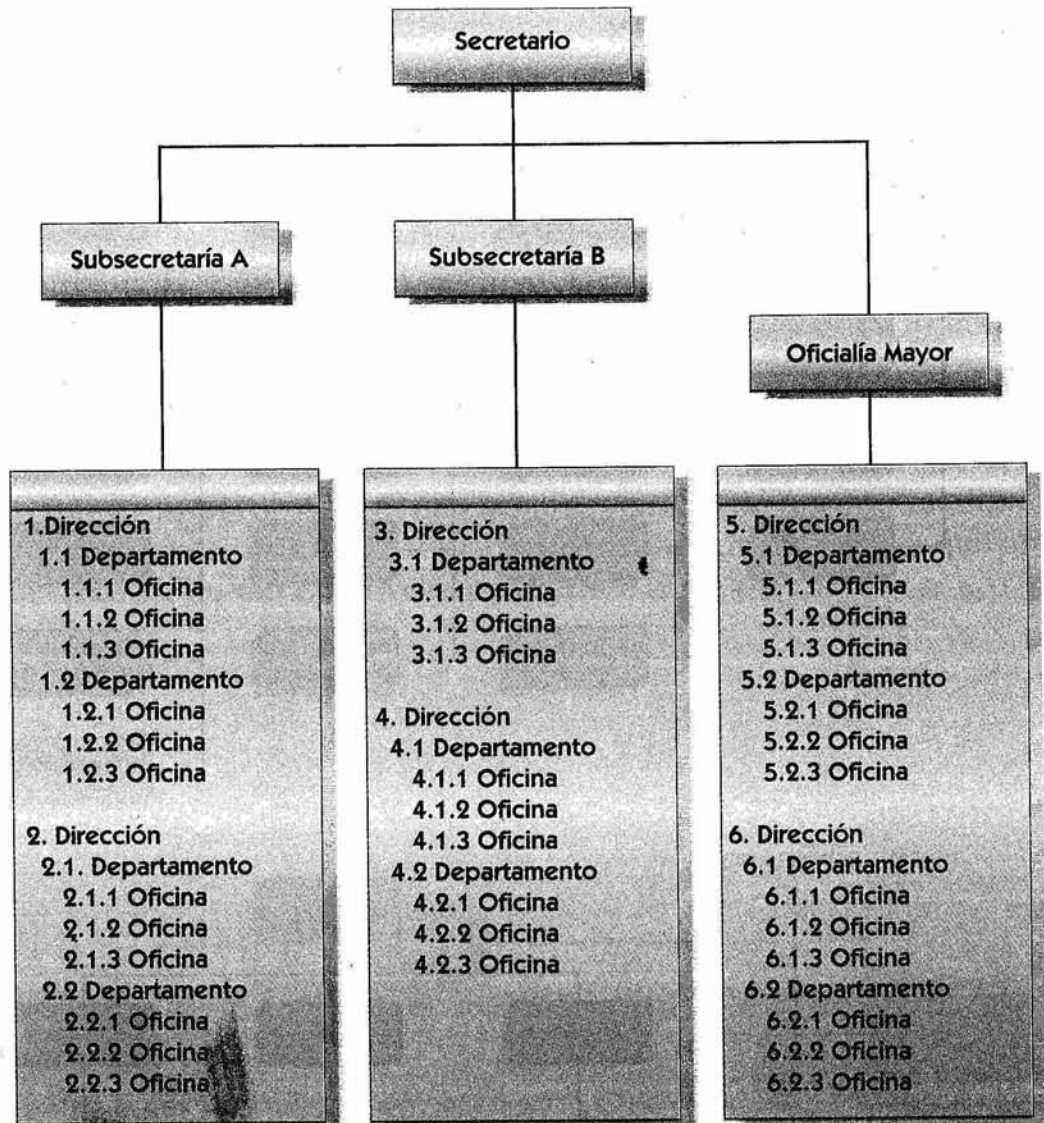 Secretario
Subsecretaría A
Subsecretaría B
Oficialía Mayor
1.Dirección
1.1 Departamento
1.1.1 Oficina
1.1.2 Oficina
1.1.3 Oficina
1.2 Departamento
1.2.1 Oficina
1.2.2 Oficina
1.2.3 Oficina
2. Dirección
2.1. Departamento
2.1.1 Oficina
2.1.2 Oficina
2.1.3 Oficina
2.2 Departamento
2.2.1 Oficina
2.2.2 Oficina
2.2.3 Oficina
3. Dirección
3.1 Departamento
3.1.1 Oficina
3.1.2 Oficina
3.1.3 Oficina
4. Dirección
4.1 Departamento
4.1.1 Oficina
4.1.2 Oficina
4.1.3 Oficina
4.2 Departamento
4.2.1 Oficina
4.2.2 Oficina
4.2.3 Oficina
5. Dirección
5.1 Departamento
5.1.1 Oficina
5.1.2 Oficina
5.1.3 Oficina
5.2 Departamento
5.2.1 Oficina
5.2.2 Oficina
5.2.3 Oficina
6. Dirección
6.1 Departamento
6.1.1 Oficina
6.1.2 Oficina
6.1.3 Oficina
6.2 Departamento
6.2.1 Oficina
6.2.2 Oficina
6.2.3 Oficina